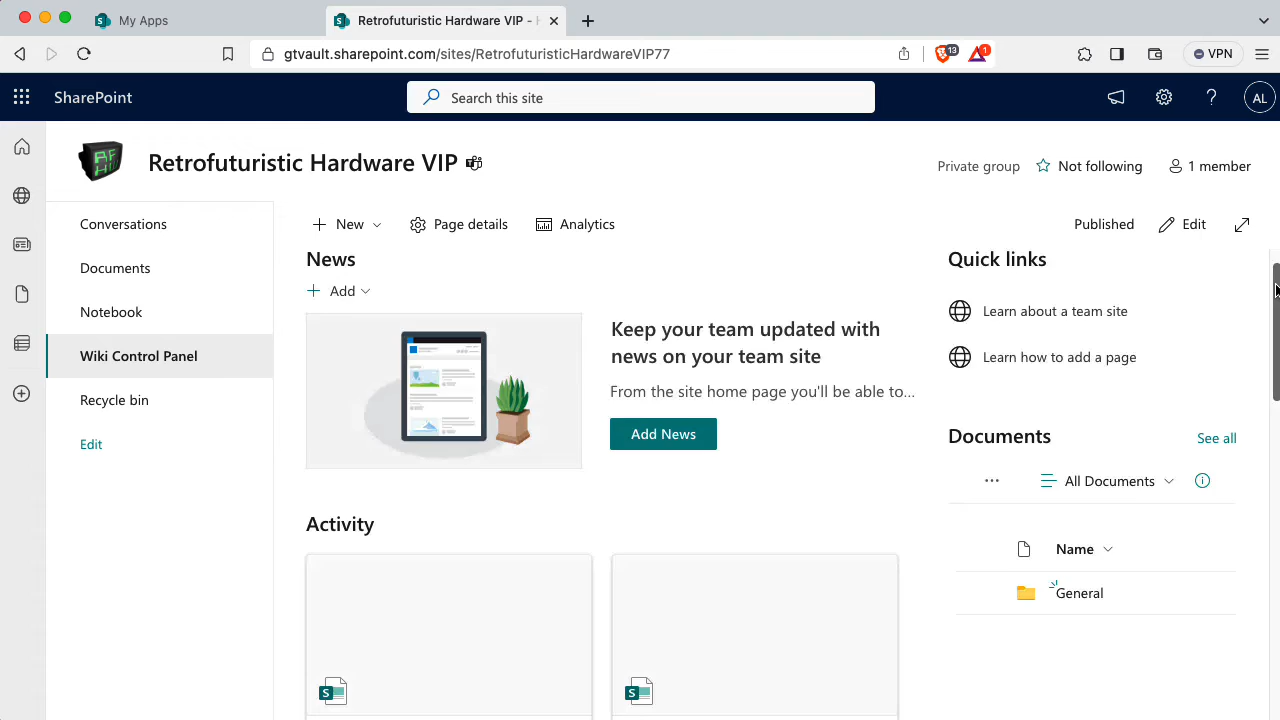 My Apps
Retrofuturistic Hardware VIP - H
gtvault.sharepoint.com/sites/RetrofuturisticHardwareVIP77
13
1
VPN
SharePoint
Search this site
AL
Retrofuturistic Hardware VIP
Private group
Not following
1 member
Conversations
Documents
Notebook
Wiki Control Panel
Recycle bin
Edit
New
Page details
Analytics
Published
Edit
News
Add
Keep your team updated with
news on your team site
From the site home page you'll be able to...
Add News
Activity
Quick links
Learn about a team site
Learn how to add a page
Documents
See all
All Documents
Name
General